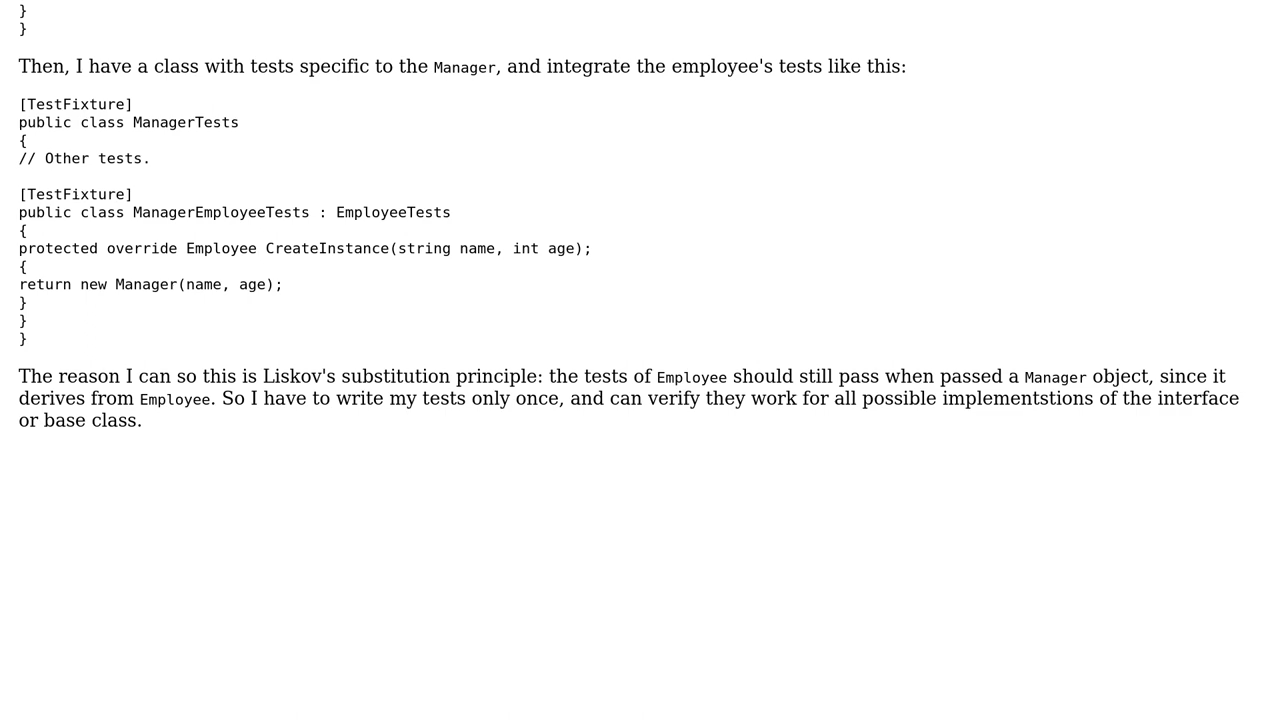 }
}
Then, I have a class with tests specific to the Manager, and integrate the employee's tests like this:
[TestFixture]
public class ManagerTests
{
// Other tests.
[TestFixture]
public class ManagerEmployeeTests : EmployeeTests
{
protected override Employee CreateInstance(string name, int age);
{
return new Manager(name, age);
}
}
}
The reason I can so this is Liskov's substitution principle: the tests of Employee should still pass when passed a Manager object, since it
derives from Employee. So I have to write my tests only once, and can verify they work for all possible implementstions of the interface
or base class.